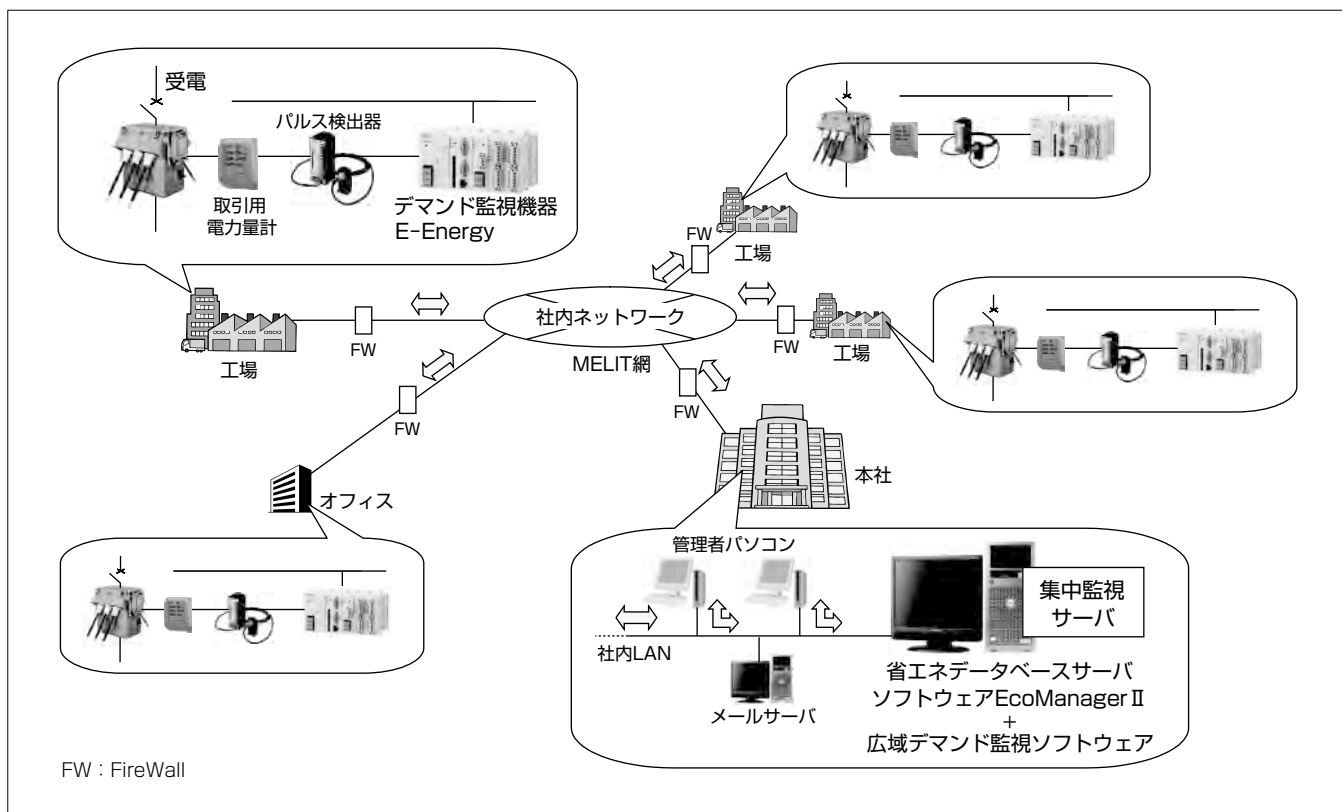 受電
パルス検出器
取引用
電力量計
デマンド監視機器
E-Energy
工場
FW
FW
工場
社内ネットワーク
MELIT網
FW
工場
FW
オフィス
FW
本社
管理者パソコン
集中監視
サーバ
社内LAN
メールサーバ
省エネデータベースサーバ
ソフトウェアEcoManagerⅡ
+
広域デマンド監視ソフトウェア
FW：FireWall